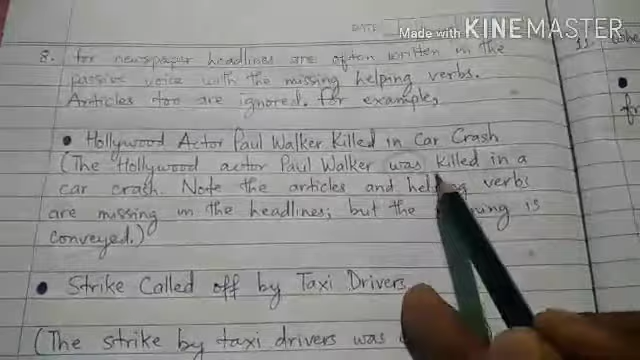 DATE
Made with KINEMASTER
8. for newspaper headlines are often written in the
passive voice with the missing helping verbs.
Articles too are ignored. For example,
• Hollywood Actor Paul Walker Killed in Car Crash
(The Hollywood actor Paul Walker was killed in a
car crash. Note the articles and helping verbs
are missing in the headlines; but the is
conveyed.)
• Strike Called off by Taxi Drivers
(The strike by taxi drivers was
11.